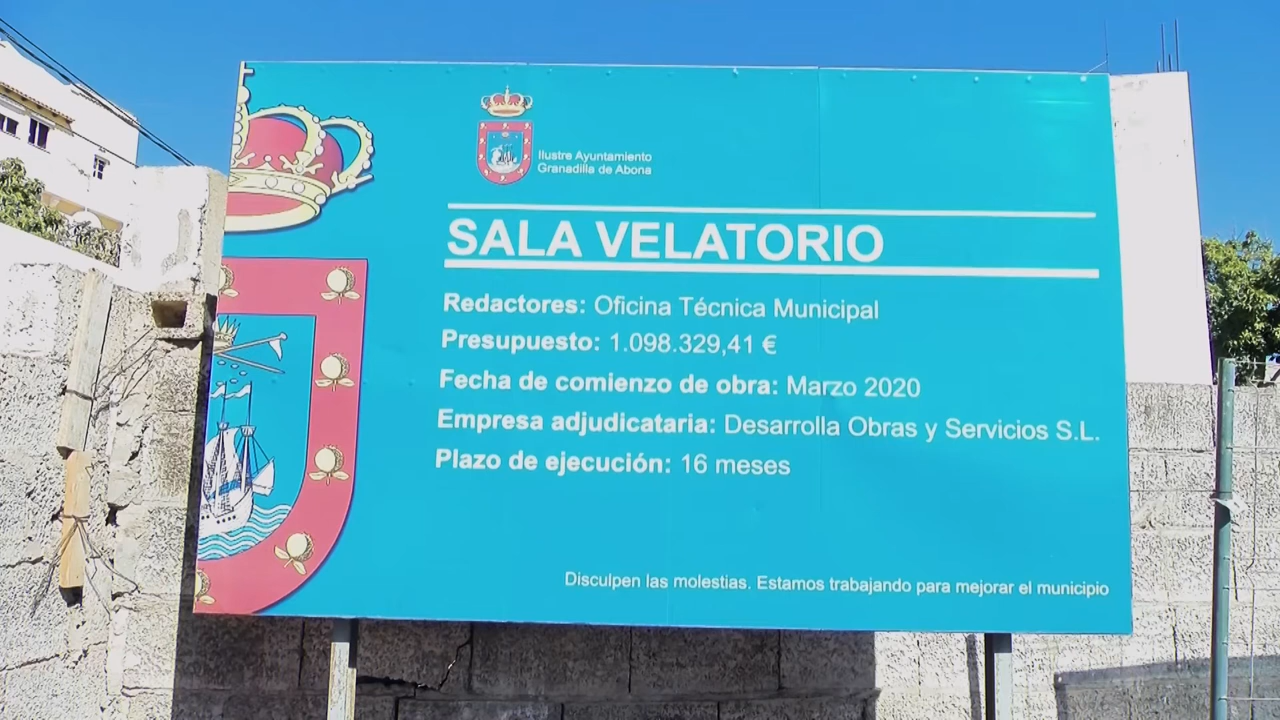 Ilustre Ayuntamiento
Granadilla de Abona
SALA VELATORIO
Redactores: Oficina Técnica Municipal
Presupuesto: 1.098.329,41 €
Fecha de comienzo de obra: Marzo 2020
Empresa adjudicataria: Desarrolla Obras y Servicios S.L.
Plazo de ejecución: 16 meses
Disculpen las molestias. Estamos trabajando para mejorar el municipio